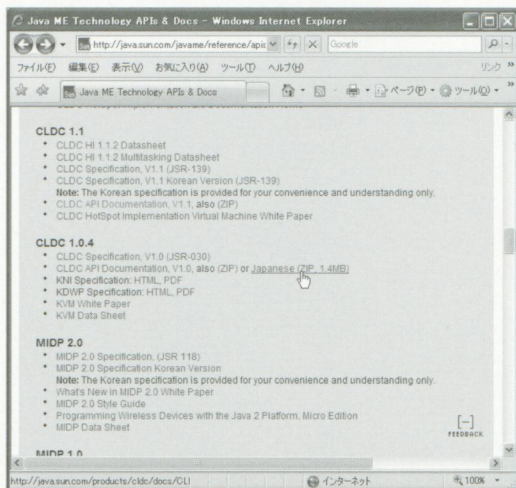 Java ME Technology APIs & Docs - Windows Internet Explorer
http://java.sun.com/javame/reference/apis
Google
ファイル(F) 編集(E) 表示(V) お気に入り(A) ツール(T) ヘルプ(H)
リンク »
Java ME Technology APIs & Docs
ページ(P) ツール(O) »
CLDC 1.1
• CLDC HI 1.1.2 Datasheet
• CLDC HI 1.1.2 MultMasking Datasheet
• CLDC Specification, V1.1 (JSR-139)
• CLDC Specification, V1.1 Korean Version (JSR-139)
Note: The Korean specification is provided for your convenience and understanding only.
• CLDC API Documentation, V1.1, also (ZIP)
• CLDC HotSpot Implementation Virtual Machine White Paper
CLDC 1.0.4
• CLDC Specification, V1.0 (JSR-030)
• CLDC API Documentation, V1.0, also (ZIP) or Japanese (ZIP, 1.4MB)
• KNI Specification: HTML, PDF
• KDWP Specification: HTML, PDF
• KVM White Paper
• KVM Data Sheet
MIDP 2.0
• MIDP 2.0 Specification, (JSR 118)
• MIDP 2.0 Specification Korean Version
Note: The Korean specification is provided for your convenience and understanding only.
• What's New in MIDP 2.0 White Paper
• MIDP 2.0 Style Guide
• Programming Wireless Devices with the Java 2 Platform, Micro Edition
• MIDP Data Sheet
[-]
FEEDBACK
MIDP 1.0
http://java.sun.com/products/cldc/docs/CLI
インターネット
100%